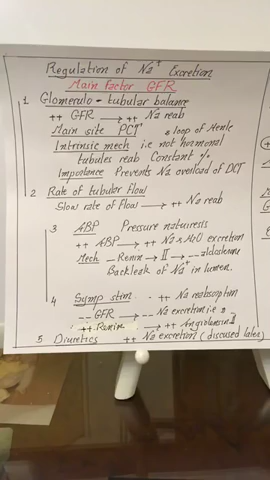 Regulation of Na+ Excretion
Main factor GFR
1 Glomerulo-tubular balance
++ GFR → ++ Na reab
Main site PCT & loop of Henle
Intrinsic mech i.e not hormonal
tubules reab Constant %
Importance Prevents Na overload of DCT
2 Rate of tubular flow
Slow rate of flow → ++ Na reab
3 ABP Pressure natriuresis
++ ABP → ++ Na & H2O excretion
Mech _ Renin → II → -- aldosterone
Backleak of Na+ in lumen.
4 Symp stim. . ++ Na reabsorption
-- GFR → -- Na excretion i.e
++ Renin → ++ Angiotensin II
5 Diuretics ++ Na excretion (discused later)